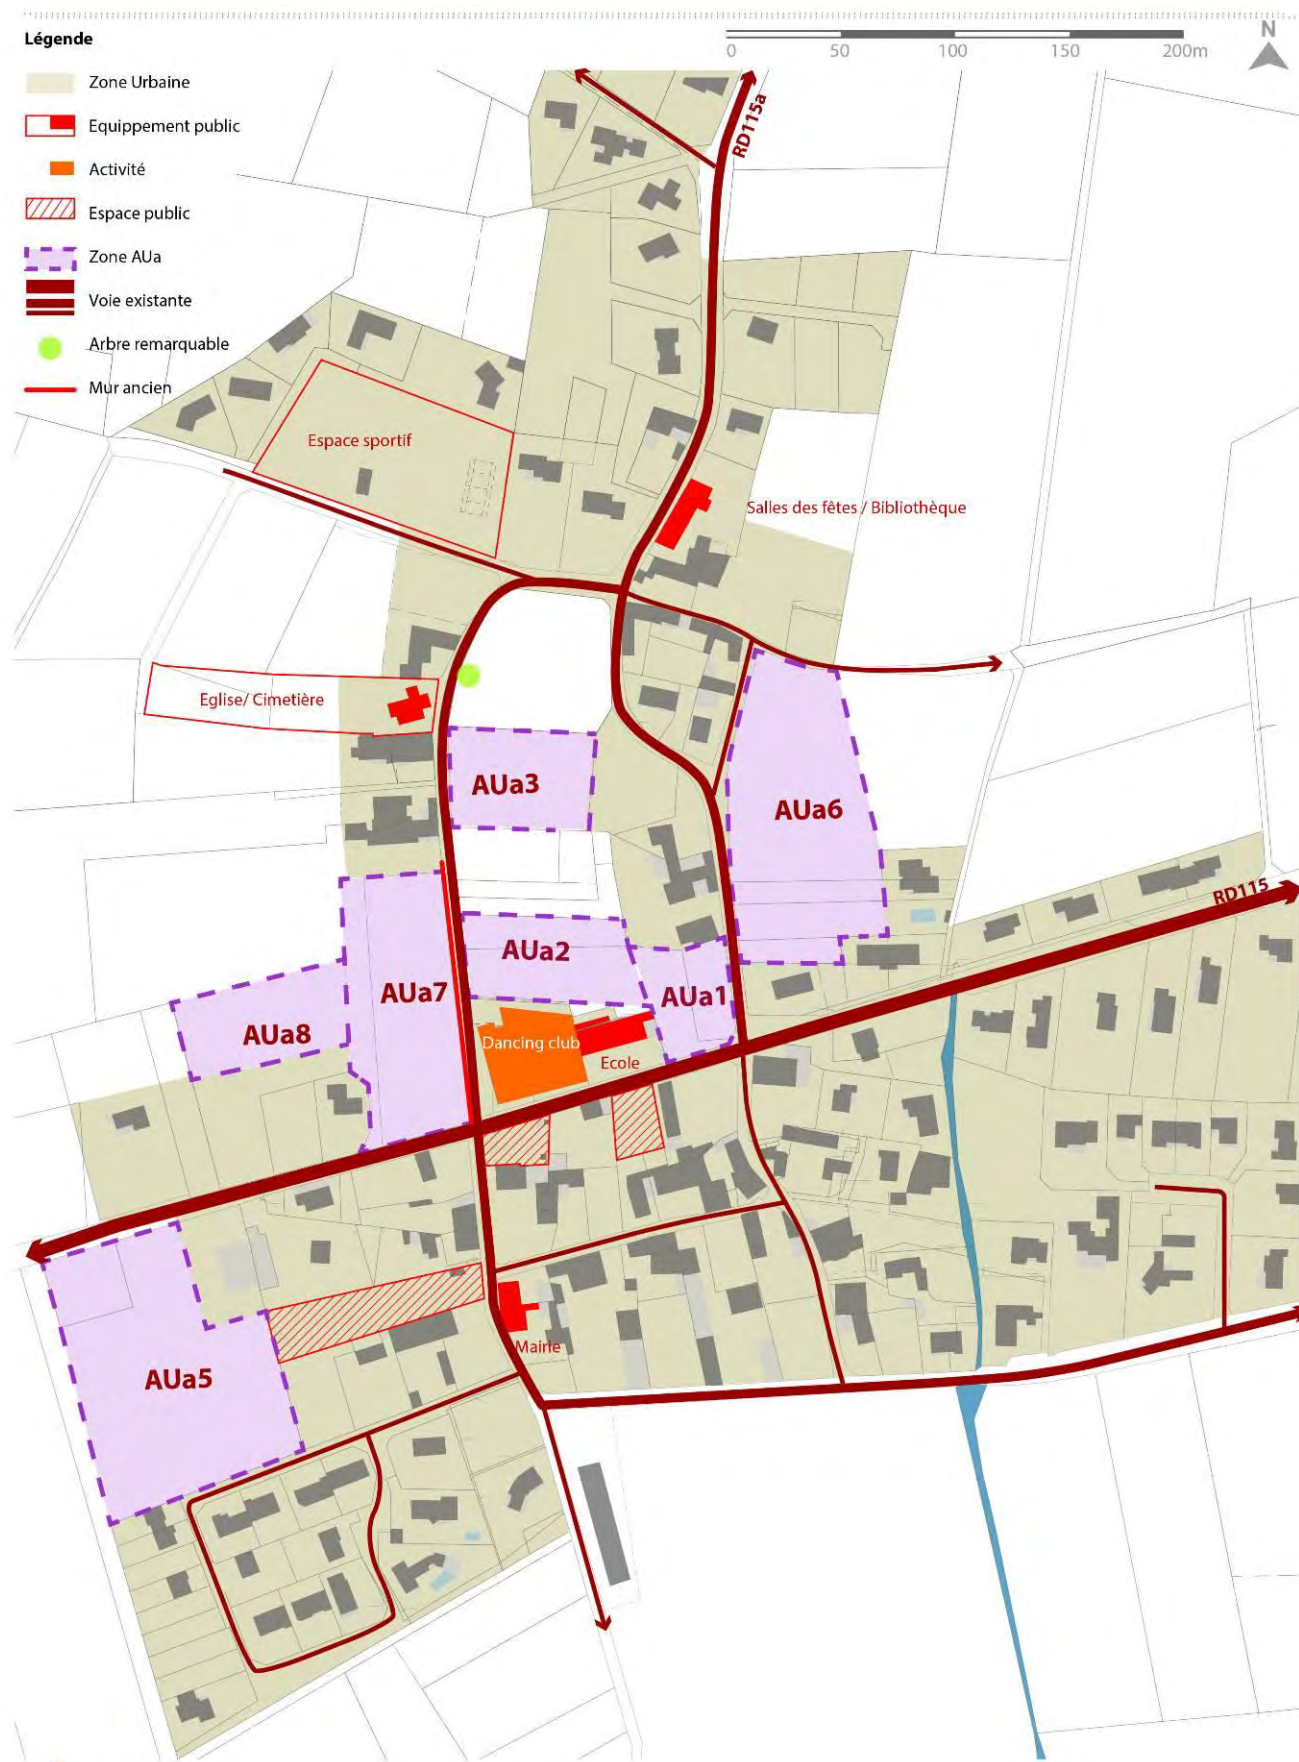 Légende
Zone Urbaine
Equippement public
Activité
Espace public
Zone AUa
Voie existante
Arbre remarquable
Mur ancien
0 50 100 150 200m
N
RD115a
Espace sportif
Salles des fêtes / Bibliothèque
Eglise/ Cimetière
AUa3
AUa6
RD115
AUa2
AUa7
AUa1
AUa8
Dancing club
Ecole
Mairie
AUa5